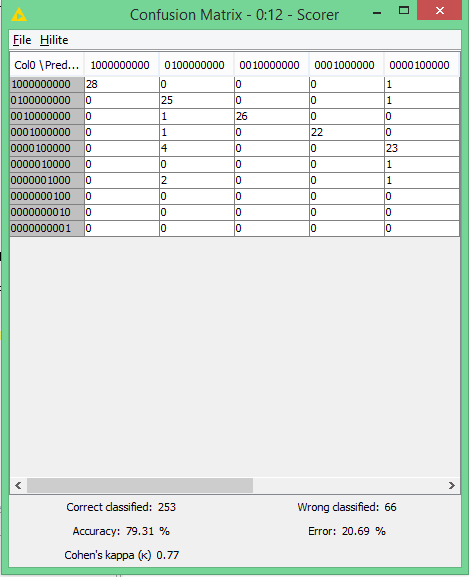 Confusion Matrix - 0:12 - Scorer
File Hilite
Col0 \ Pred... 1000000000 0100000000 0010000000 0001000000 0000100000
1000000000 28 0 0 0 1
0100000000 0 25 0 0 1
0010000000 0 1 26 0 0
0001000000 0 1 0 22 0
0000100000 0 4 0 0 23
0000010000 0 0 0 0 1
0000001000 0 2 0 0 1
0000000100 0 0 0 0 0
0000000010 0 0 0 0 0
0000000001 0 0 0 0 0
Correct classified: 253 Wrong classified: 66
Accuracy: 79.31 % Error: 20.69 %
Cohen's kappa (κ) 0.77